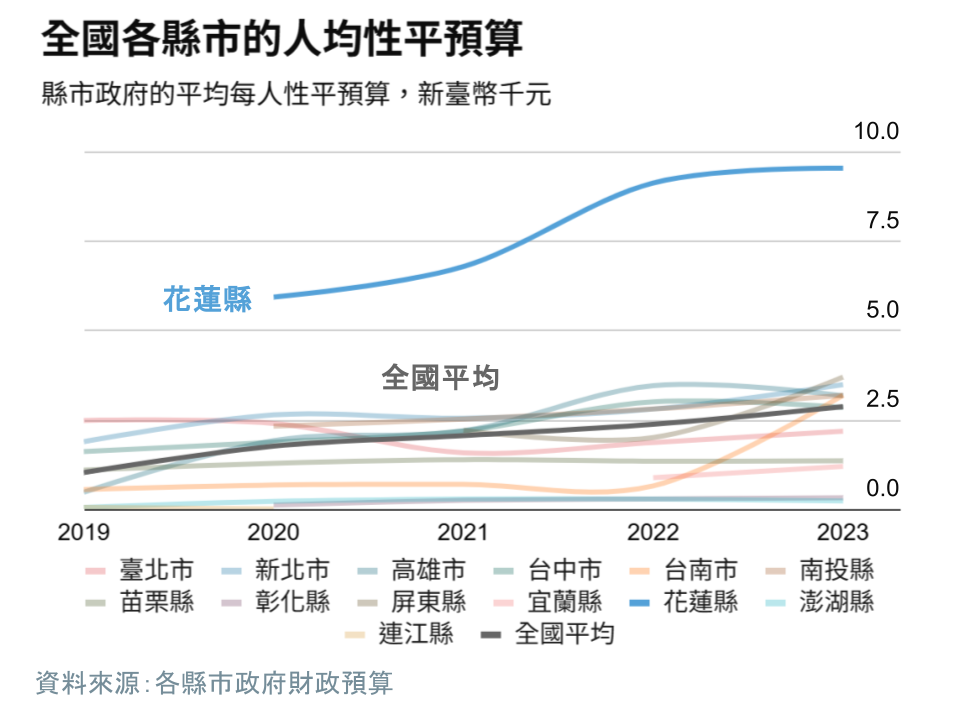 全國各縣市的人均性平預算
縣市政府的平均每人性平預算，新臺幣千元
10.0
7.5
花蓮縣
5.0
全國平均
2.5
0.0
2019 2020 2021 2022 2023
臺北市 新北市 高雄市 台中市 台南市 南投縣
苗栗縣 彰化縣 屏東縣 宜蘭縣 花蓮縣 澎湖縣
連江縣 全國平均
資料來源:各縣市政府財政預算